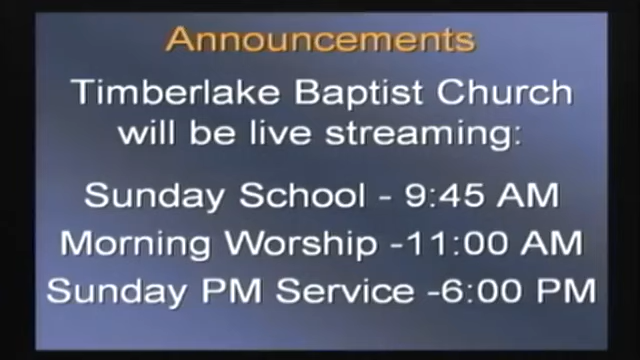 Announcements
Timberlake Baptist Church
will be live streaming:
Sunday School - 9:45 AM
Morning Worship -11:00 AM
Sunday PM Service -6:00 PM